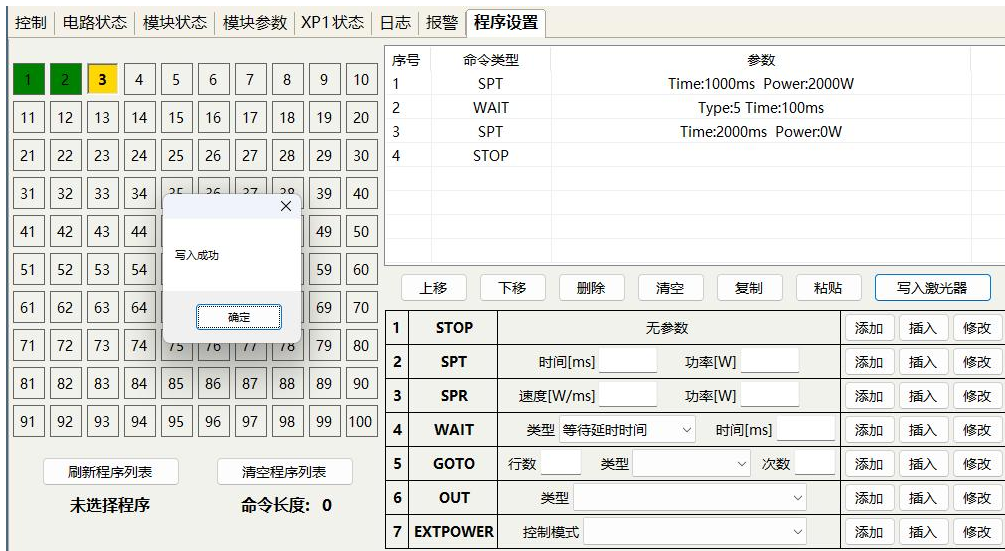 控制 电路状态 模块状态 模块参数 XP1状态 日志 报警 程序设置
序号 命令类型 参数
1 SPT Time:1000ms Power:2000W
2 WAIT Type:5 Time:100ms
3 SPT Time:2000ms Power:0W
4 STOP
1 2 3 4 5 6 7 8 9 10
11 12 13 14 15 16 17 18 19 20
21 22 23 24 25 26 27 28 29 30
31 32 33 34 35 36 37 38 39 40
41 42 43 44 49 50
51 52 53 54 59 60
61 62 63 64 69 70
71 72 73 74 75 76 77 78 79 80
81 82 83 84 85 86 87 88 89 90
91 92 93 94 95 96 97 98 99 100
写入成功
确定
刷新程序列表 清空程序列表
未选择程序 命令长度: 0
上移 下移 删除 清空 复制 粘贴 写入激光器
1 STOP 无参数 添加 插入 修改
2 SPT 时间[ms] 功率[W] 添加 插入 修改
3 SPR 速度[W/ms] 功率[W] 添加 插入 修改
4 WAIT 类型 等待延时时间 时间[ms] 添加 插入 修改
5 GOTO 行数 类型 次数 添加 插入 修改
6 OUT 类型 添加 插入 修改
7 EXTPOWER 控制模式 添加 插入 修改